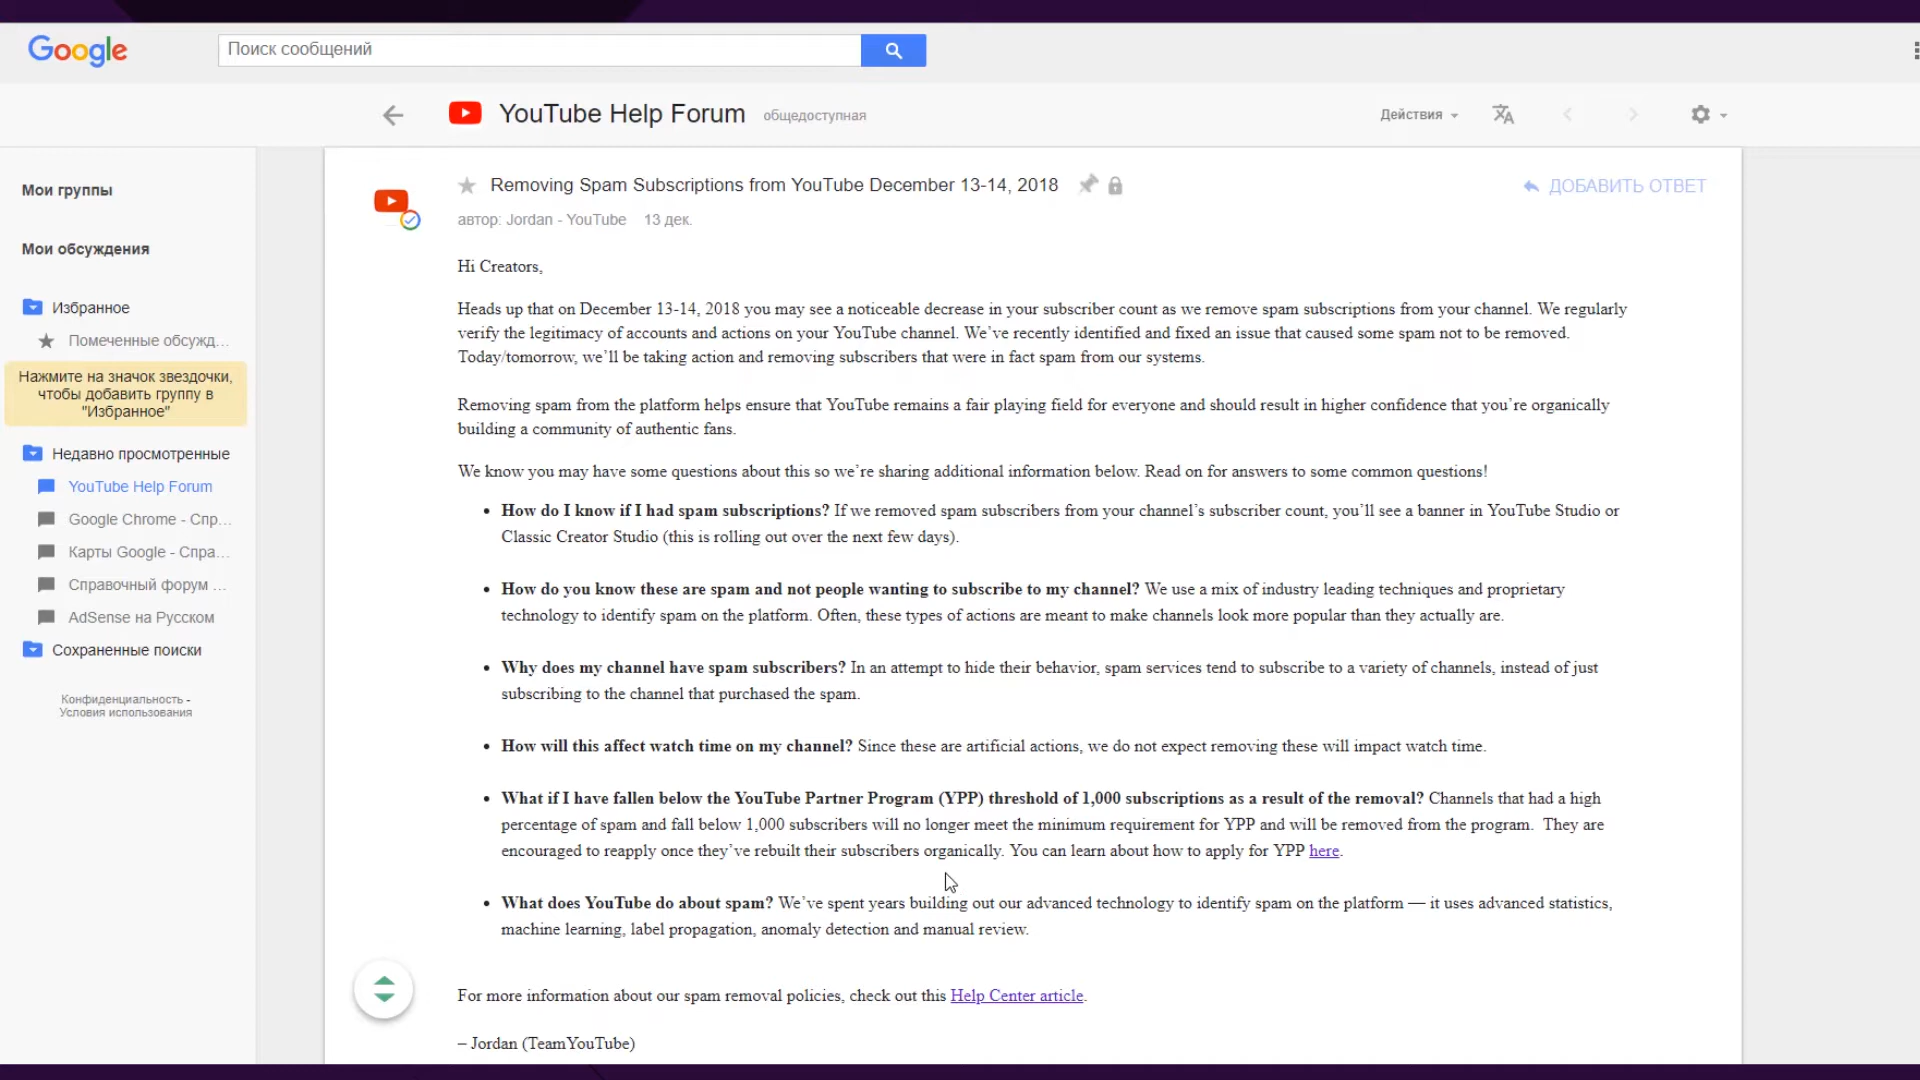 Google
Поиск сообщений
YouTube Help Forum общедоступная
Действия
Мои группы
Мои обсуждения
Избранное
Помеченные обсужд...
Нажмите на значок звездочки,
чтобы добавить группу в
"Избранное"
Недавно просмотренные
YouTube Help Forum
Google Chrome - Спр...
Карты Google - Спра...
Справочный форум ...
AdSense на Русском
Сохраненные поиски
Конфиденциальность -
Условия использования
Removing Spam Subscriptions from YouTube December 13-14, 2018
ДОБАВИТЬ ОТВЕТ
автор: Jordan - YouTube 13 дек.
Hi Creators,
Heads up that on December 13-14, 2018 you may see a noticeable decrease in your subscriber count as we remove spam subscriptions from your channel. We regularly
verify the legitimacy of accounts and actions on your YouTube channel. We’ve recently identified and fixed an issue that caused some spam not to be removed.
Today/tomorrow, we’ll be taking action and removing subscribers that were in fact spam from our systems.
Removing spam from the platform helps ensure that YouTube remains a fair playing field for everyone and should result in higher confidence that you’re organically
building a community of authentic fans.
We know you may have some questions about this so we’re sharing additional information below. Read on for answers to some common questions!
• How do I know if I had spam subscriptions? If we removed spam subscribers from your channel’s subscriber count, you’ll see a banner in YouTube Studio or
Classic Creator Studio (this is rolling out over the next few days).
• How do you know these are spam and not people wanting to subscribe to my channel? We use a mix of industry leading techniques and proprietary
technology to identify spam on the platform. Often, these types of actions are meant to make channels look more popular than they actually are.
• Why does my channel have spam subscribers? In an attempt to hide their behavior, spam services tend to subscribe to a variety of channels, instead of just
subscribing to the channel that purchased the spam.
• How will this affect watch time on my channel? Since these are artificial actions, we do not expect removing these will impact watch time.
• What if I have fallen below the YouTube Partner Program (YPP) threshold of 1,000 subscriptions as a result of the removal? Channels that had a high
percentage of spam and fall below 1,000 subscribers will no longer meet the minimum requirement for YPP and will be removed from the program. They are
encouraged to reapply once they’ve rebuilt their subscribers organically. You can learn about how to apply for YPP here.
• What does YouTube do about spam? We’ve spent years building out our advanced technology to identify spam on the platform — it uses advanced statistics,
machine learning, label propagation, anomaly detection and manual review.
For more information about our spam removal policies, check out this Help Center article.
– Jordan (TeamYouTube)